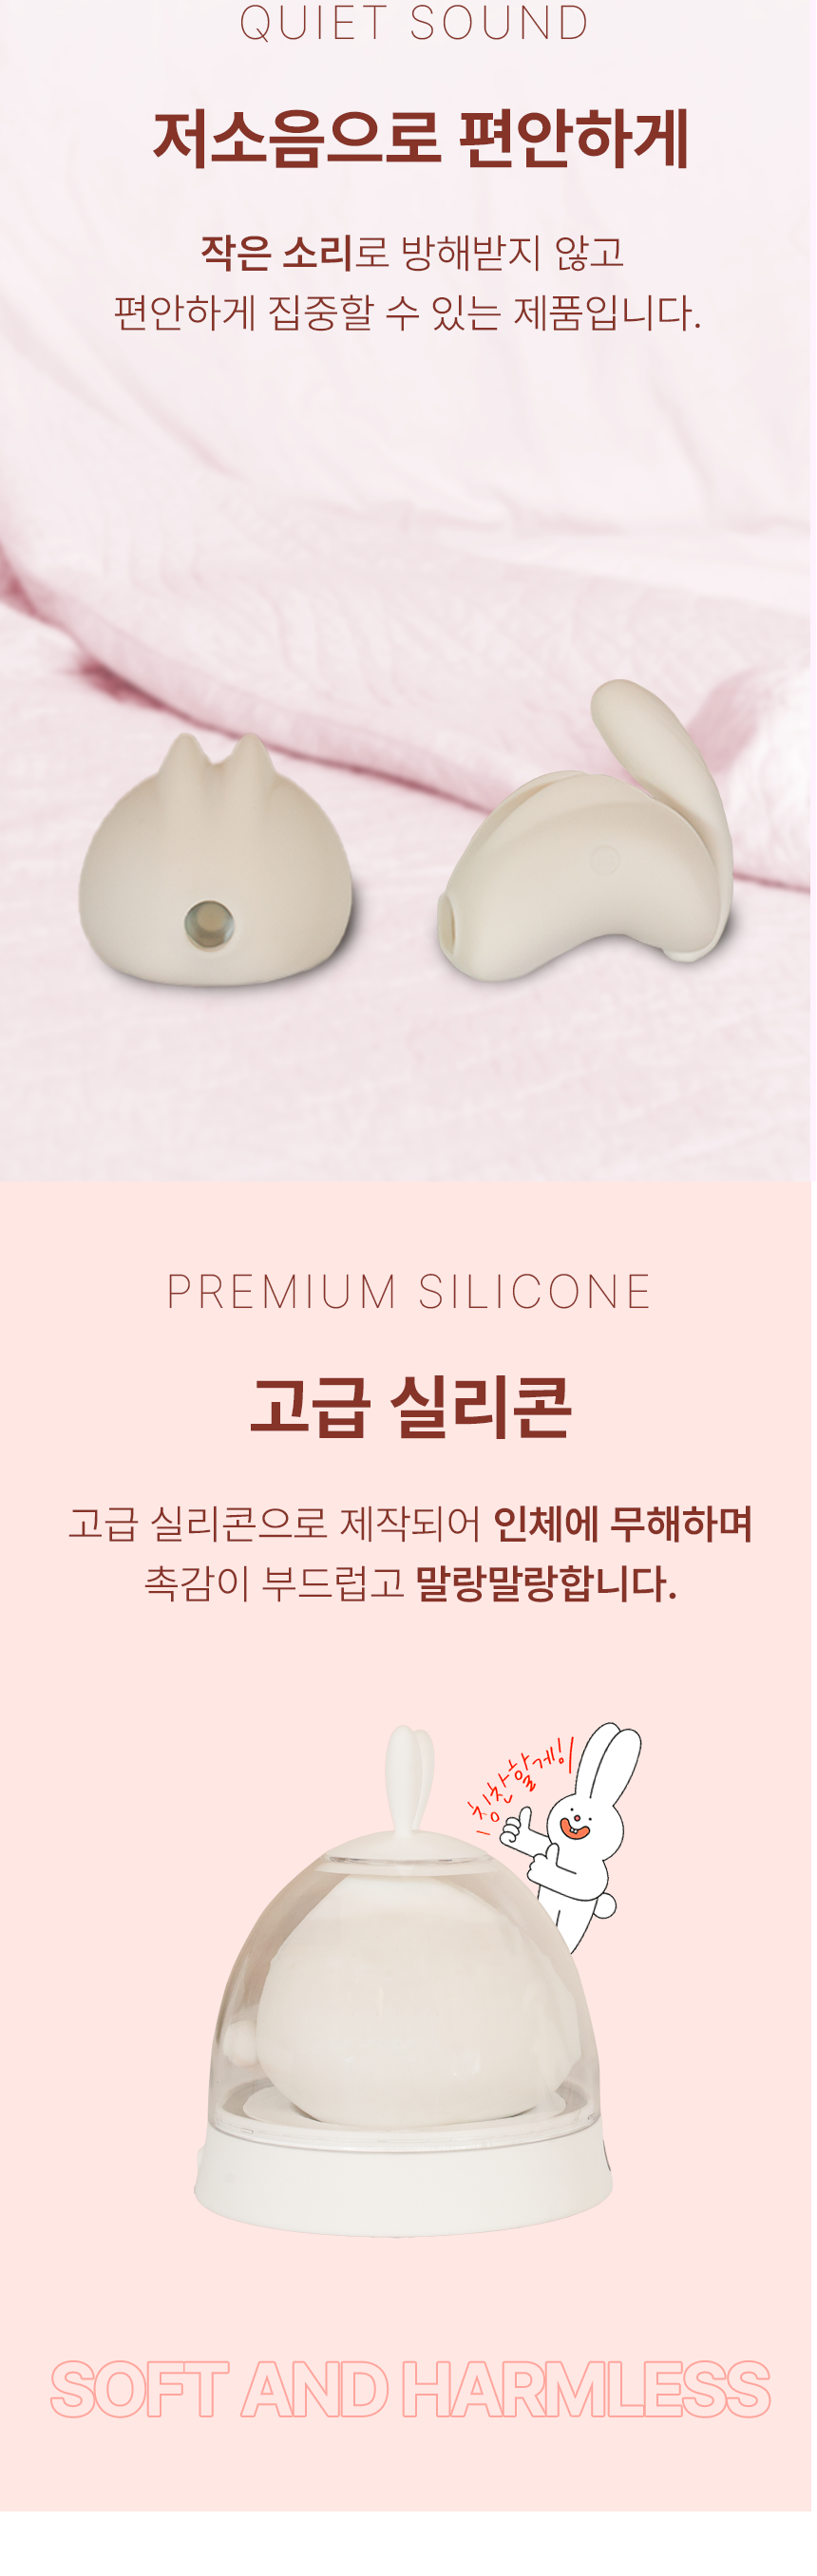 QUIET SOUND
저소음으로 편안하게
작은 소리로 방해받지 않고
편안하게 집중할 수 있는 제품입니다.
PREMIUM SILICONE
고급 실리콘
고급 실리콘으로 제작되어 인체에 무해하며
촉감이 부드럽고 말랑말랑합니다.
칭찬할게!
SOFT AND HARMLESS